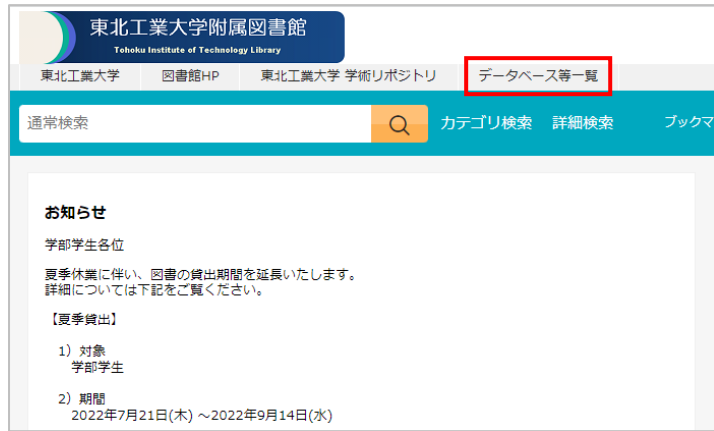 東北工業大学附属図書館
Tohoku Institute of Technology Library
東北工業大学 図書館HP 東北工業大学 学術リポジトリ データベース等一覧
通常検索 カテゴリ検索 詳細検索 ブックマ
お知らせ
学部学生各位
夏季休業に伴い、図書の貸出期間を延長いたします。
詳細については下記をご覧ください。
【夏季貸出】
1）対象
学部学生
2）期間
2022年7月21日(木) ～2022年9月14日(水)